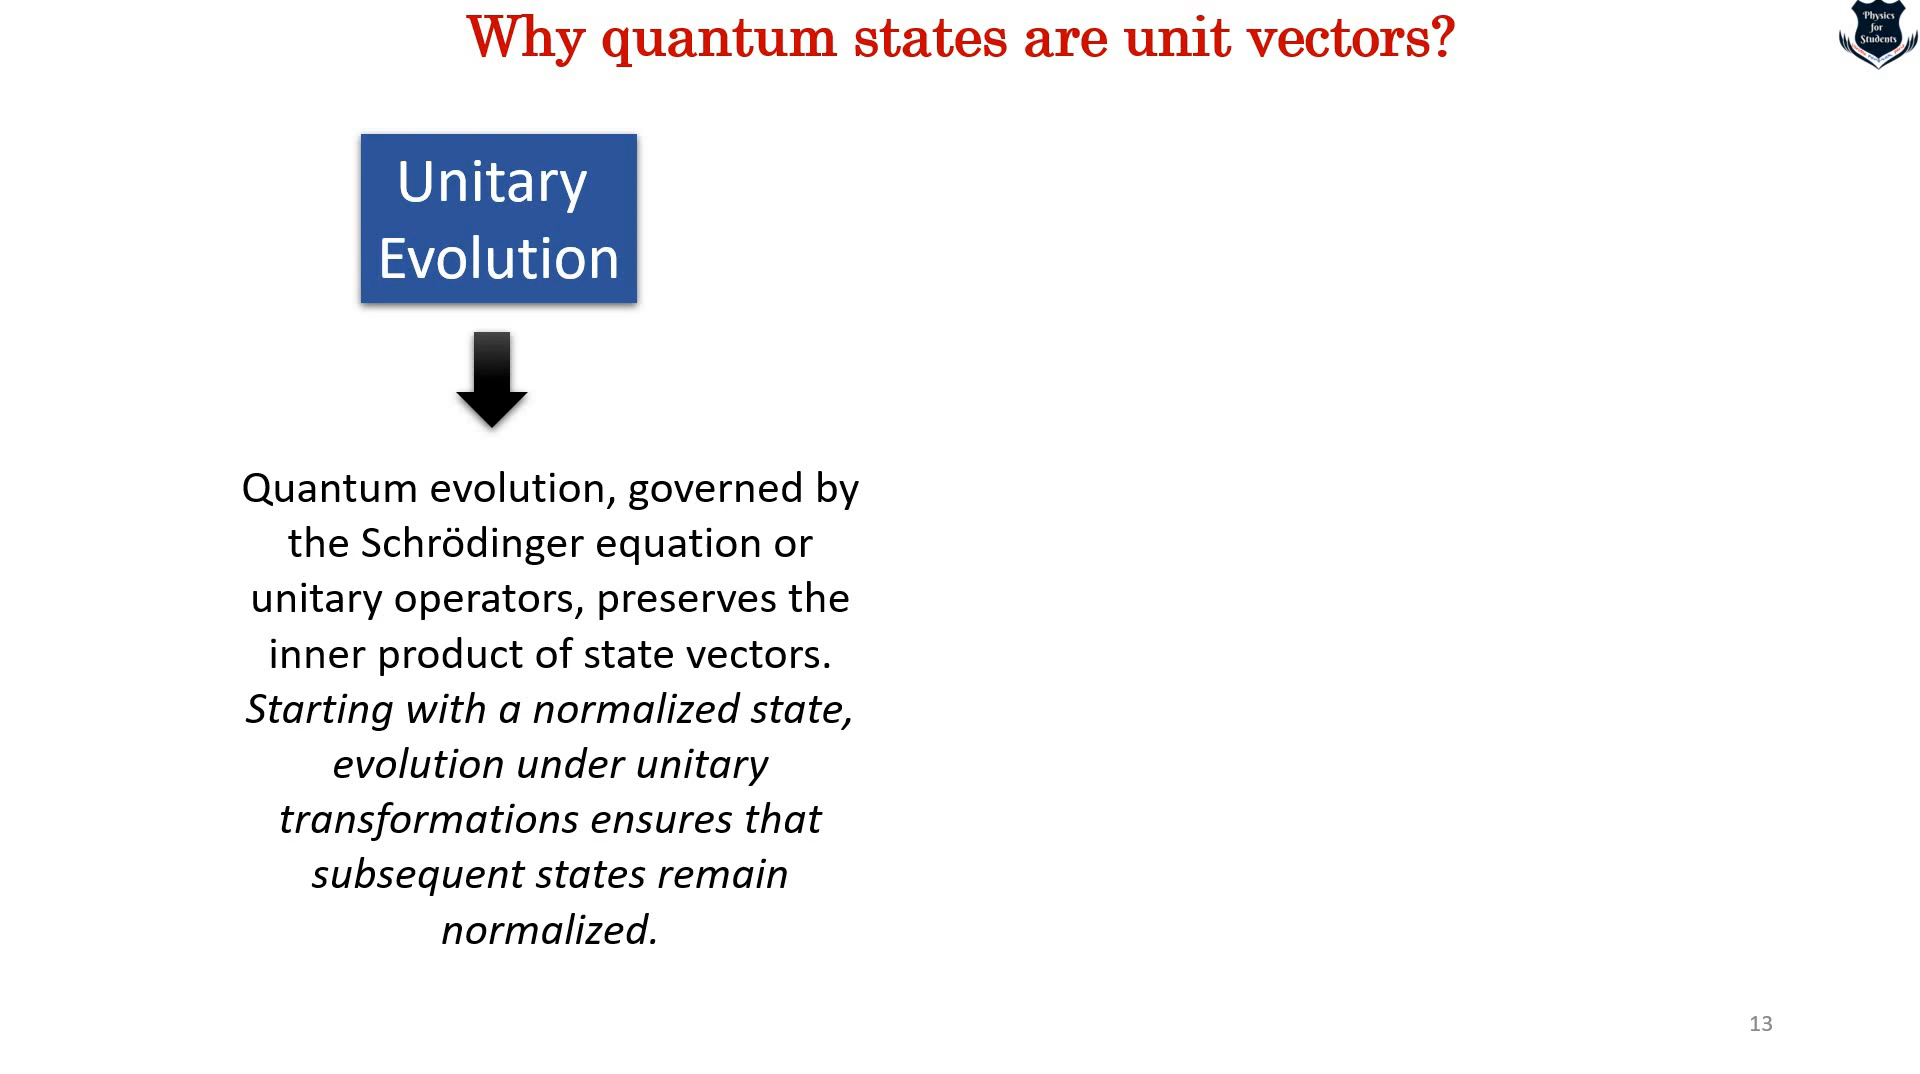 Why quantum states are unit vectors?
Physics
for
Students
Unitary
Evolution
Quantum evolution, governed by
the Schrödinger equation or
unitary operators, preserves the
inner product of state vectors.
Starting with a normalized state,
evolution under unitary
transformations ensures that
subsequent states remain
normalized.
13